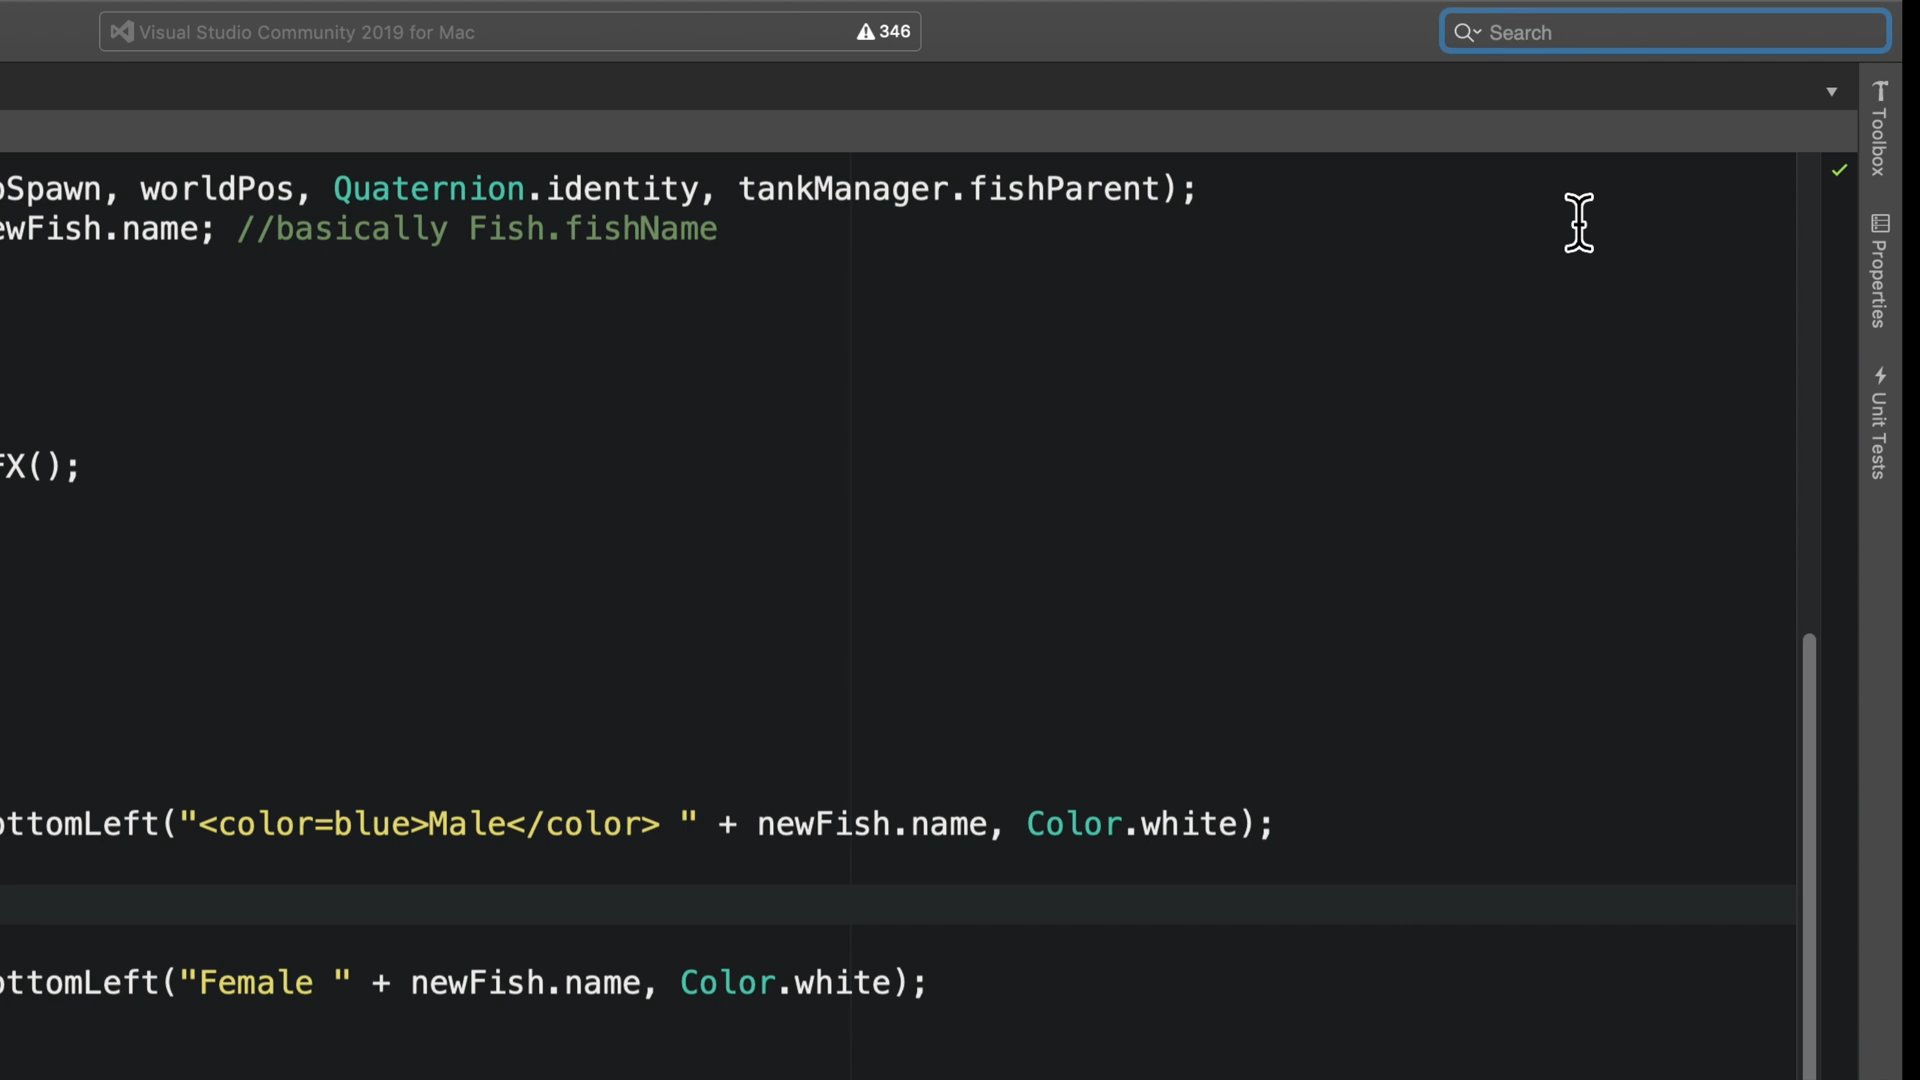 Visual Studio Community 2019 for Mac
346
Search
Toolbox
Properties
Unit Tests
Spawn, worldPos, Quaternion.identity, tankManager.fishParent);
ewFish.name; //basically Fish.fishName
FX();
ottomLeft("<color=blue>Male</color> " + newFish.name, Color.white);
ottomLeft("Female " + newFish.name, Color.white);